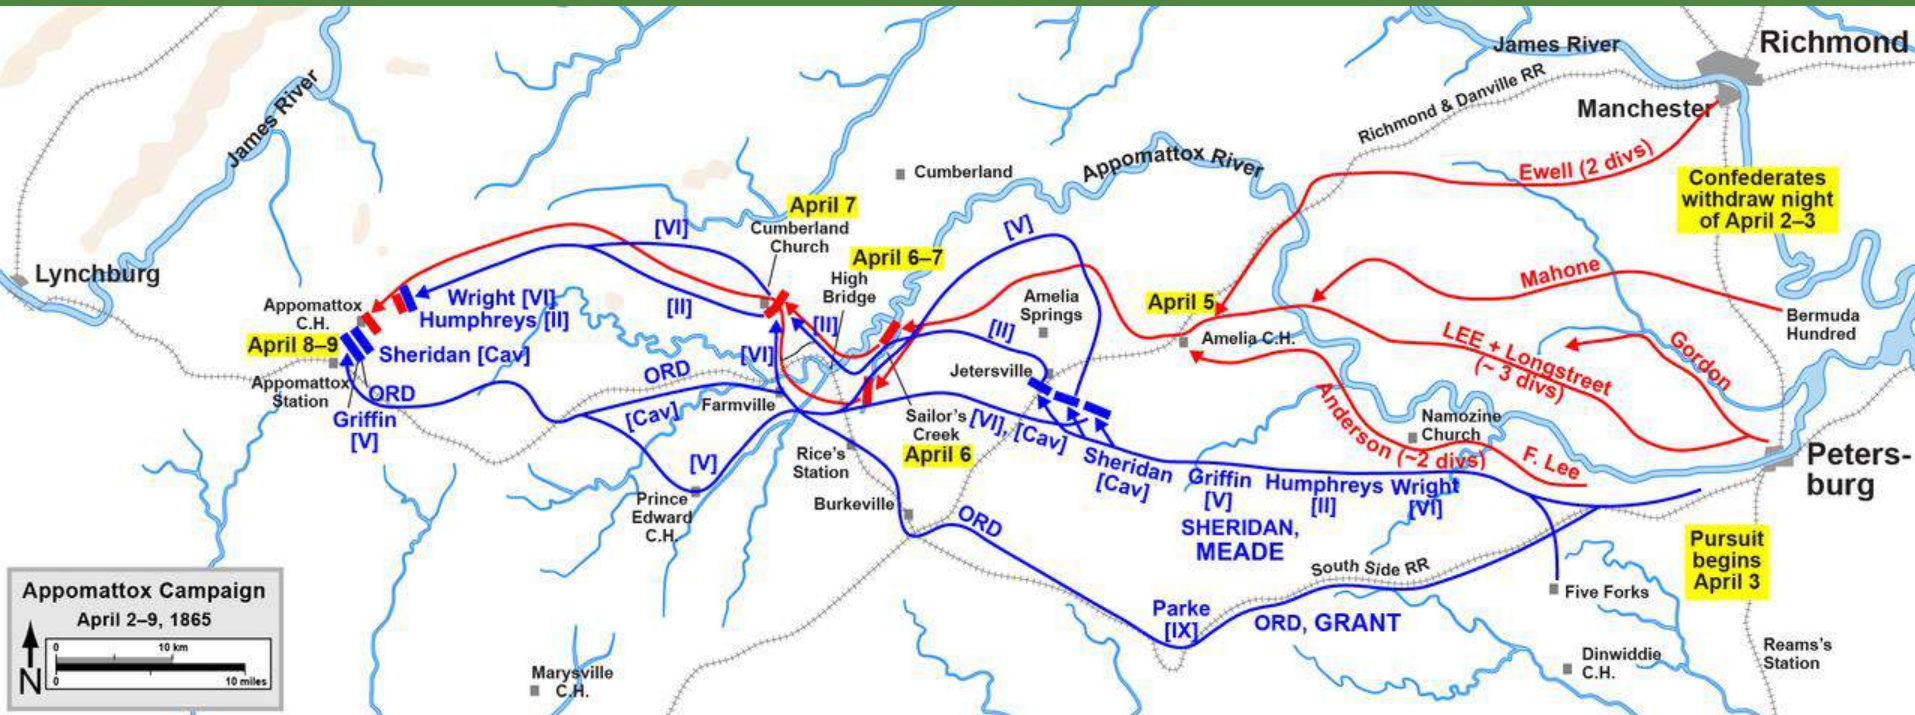 James River
Richmond
James River
Richmond & Danville RR
Manchester
Appomattox River
Cumberland
Ewell (2 divs)
Confederates
withdraw night
of April 2–3
April 7
Cumberland
Church
[VI]
[V]
April 6–7
High
Bridge
Lynchburg
Mahone
Appomattox
C.H.
Wright [VI]
Humphreys [II]
[II]
[II]
Amelia
Springs
April 5
Bermuda
Hundred
April 8–9
Sheridan [Cav]
[VI]
[II]
Amelia C.H.
LEE + Longstreet
(~ 3 divs)
Gordon
Appomattox
Station
ORD
ORD
Jetersville
Griffin
[V]
[Cav]
Farmville
Sailor's
Creek
April 6
[VI], [Cav]
Anderson (~2 divs)
Namozine
Church
F. Lee
Peters-
burg
[V]
Rice's
Station
Sheridan
[Cav]
Griffin
[V]
Humphreys
[II]
Wright
[VI]
Prince
Edward
C.H.
Burkeville
ORD
SHERIDAN,
MEADE
Pursuit
begins
April 3
South Side RR
Five Forks
Parke
[IX]
ORD, GRANT
Appomattox Campaign
April 2–9, 1865
0
10 km
0
10 miles
N
Marysville
C.H.
Dinwiddie
C.H.
Reams's
Station